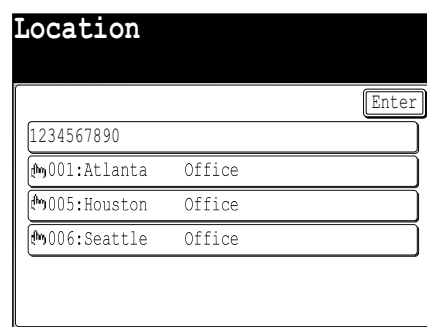 Location
Enter
1234567890
001:Atlanta Office
005:Houston Office
006:Seattle Office